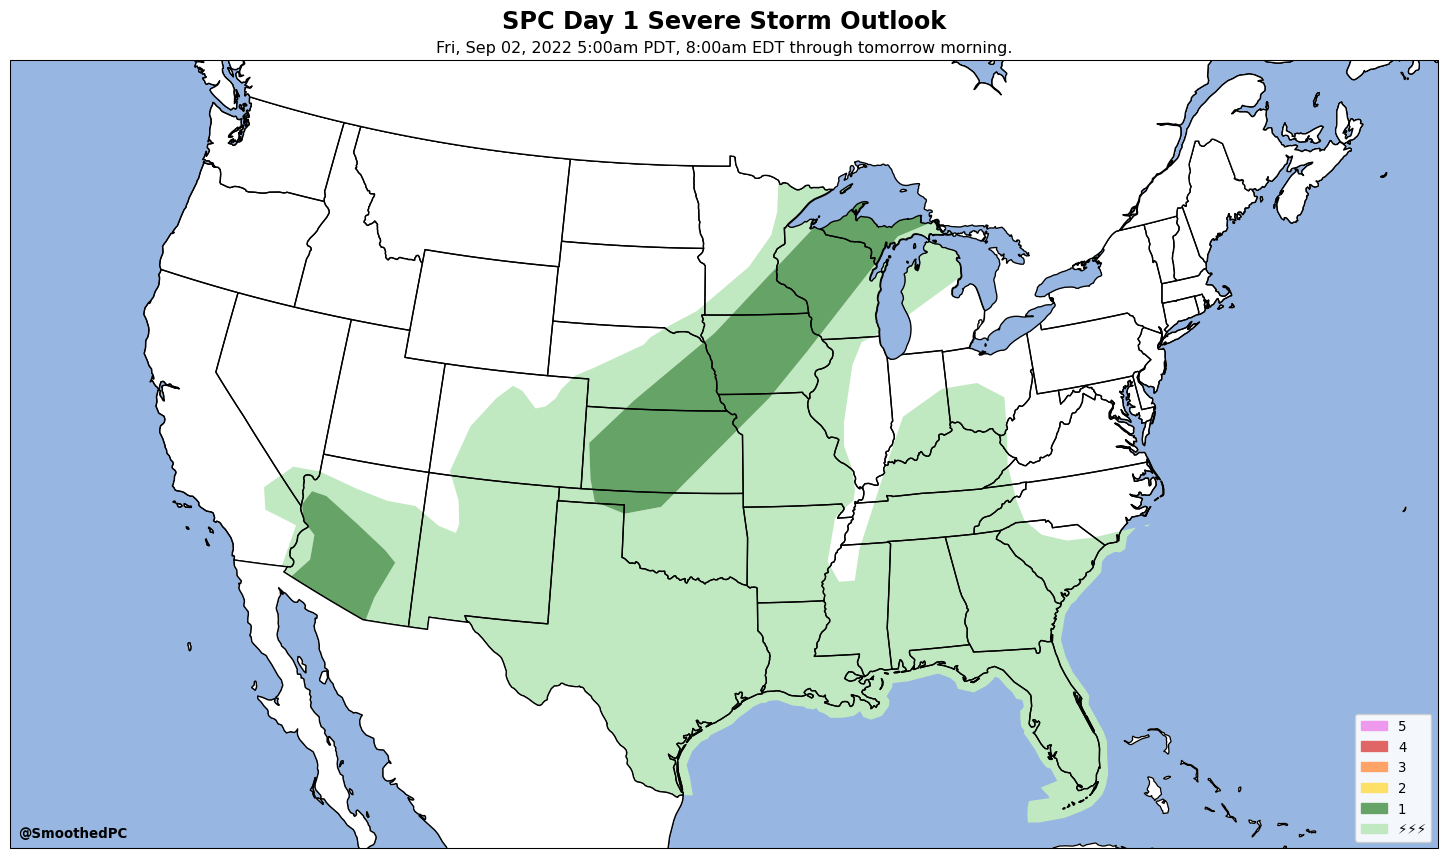 SPC Day 1 Severe Storm Outlook
Fri, Sep 02, 2022 5:00am PDT, 8:00am EDT through tomorrow morning.
5
4
3
2
1
⚡⚡⚡
@SmoothedPC